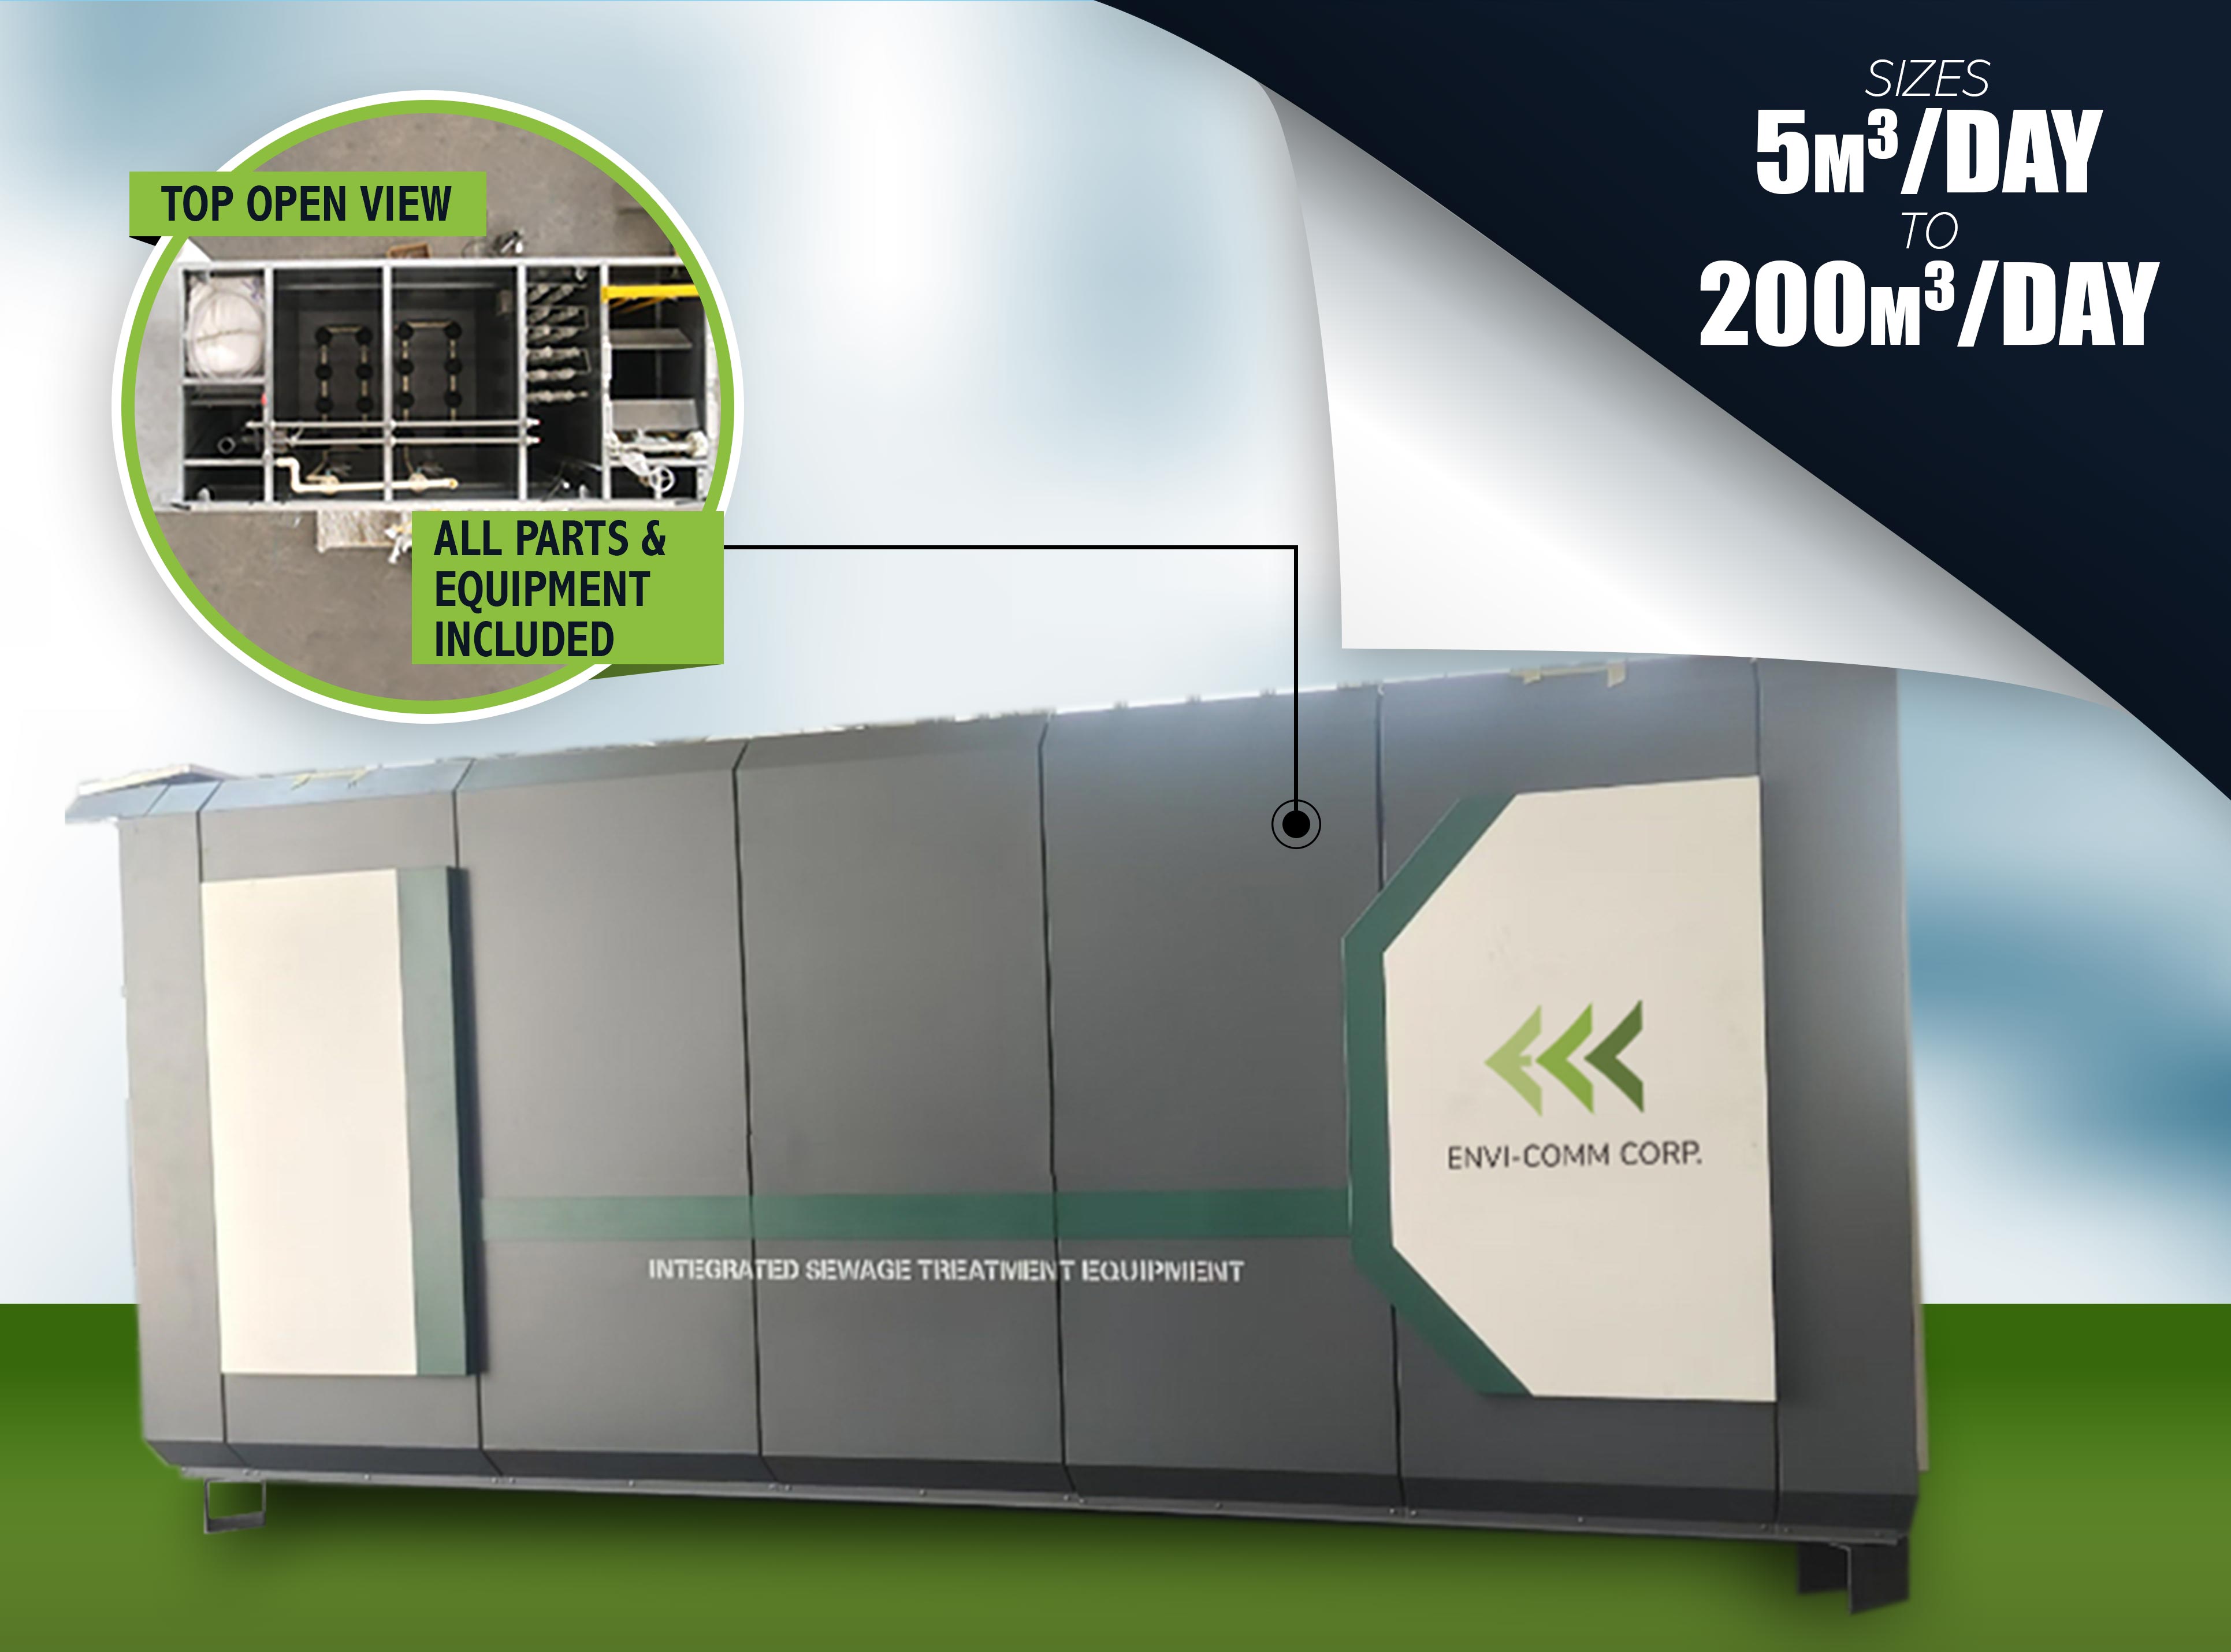 SIZES
5M³/DAY
TO
200M³/DAY
TOP OPEN VIEW
ALL PARTS &
EQUIPMENT
INCLUDED
ENVI-COMM CORP.
INTEGRATED SEWAGE TREATMENT EQUIPMENT